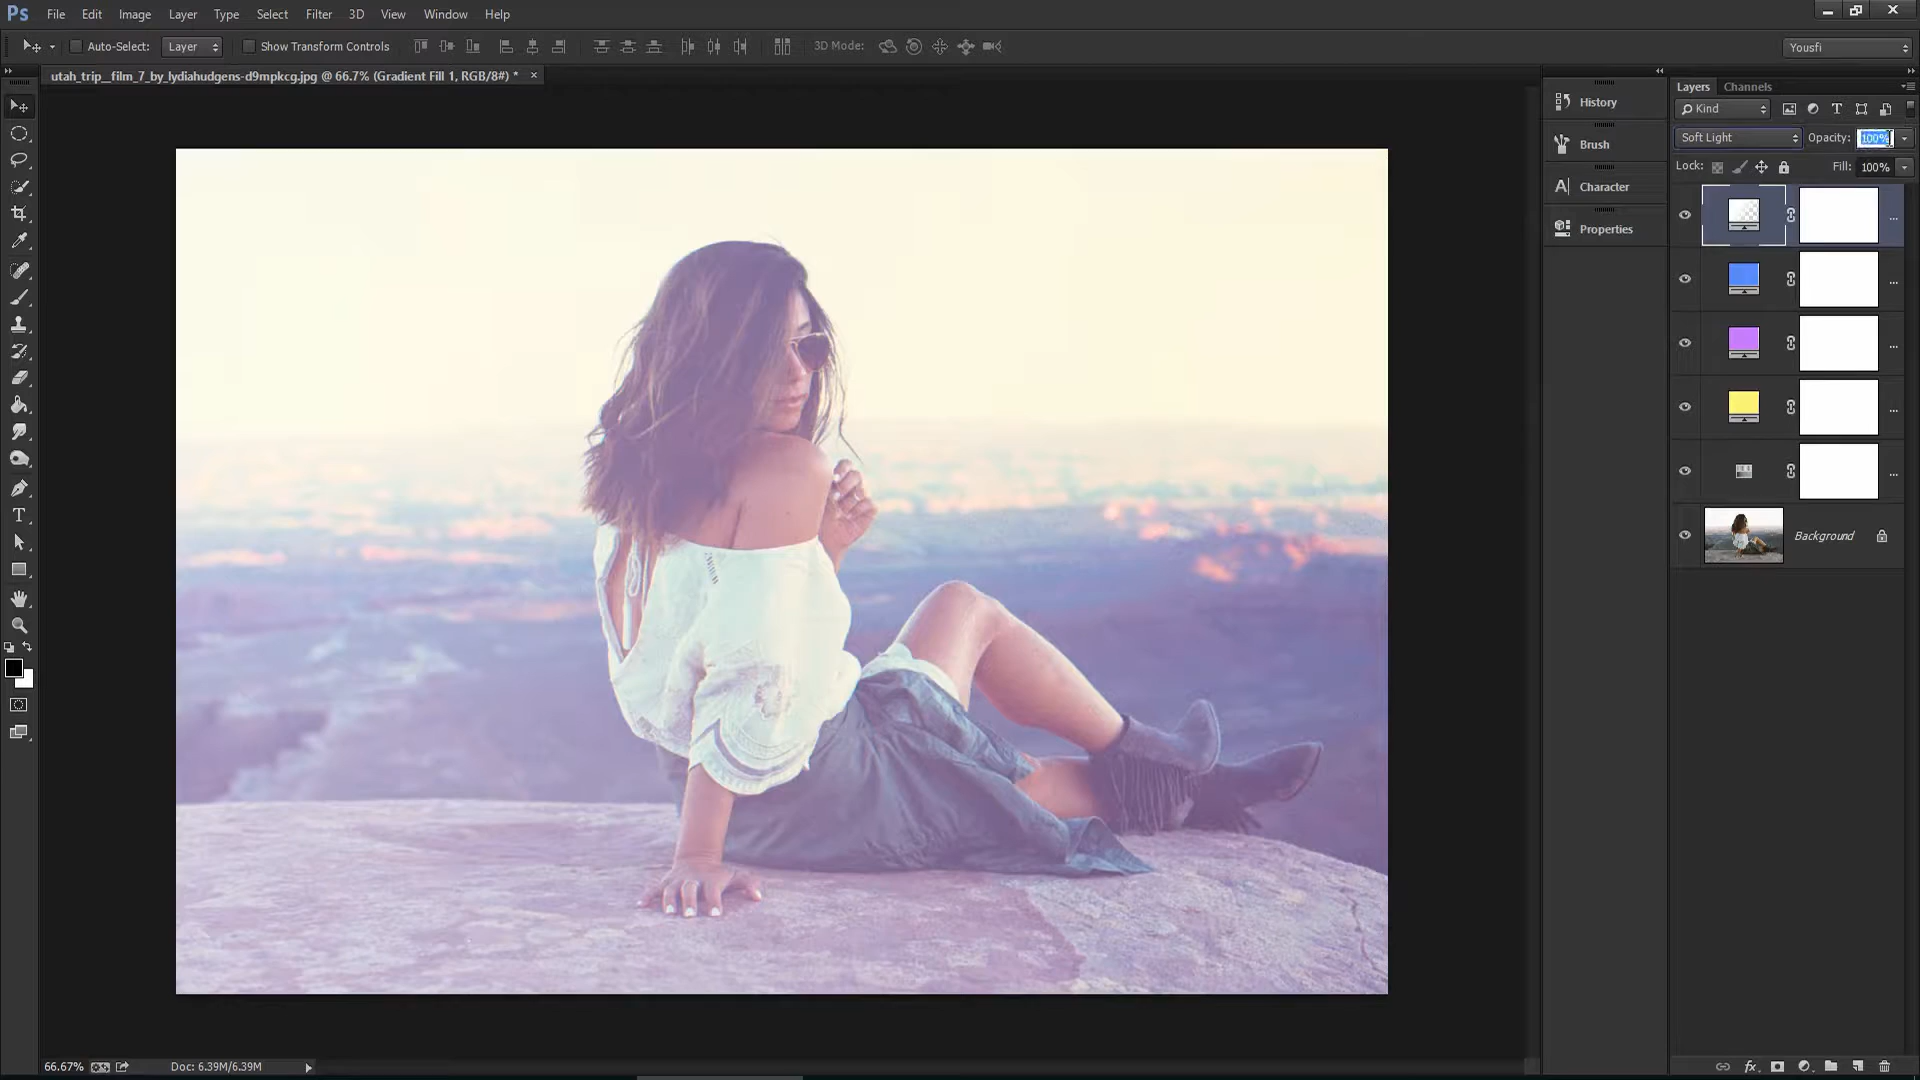 Ps File Edit Image Layer Type Select Filter 3D View Window Help
Auto-Select: Layer Show Transform Controls 3D Mode: Yousfi
utah_trip__film_7_by_lydiahudgens-d9mpkcg.jpg @ 66.7% (Gradient Fill 1, RGB/8#) * ×
History
Brush
Character
Properties
Layers Channels
Kind
Soft Light Opacity: 100%
Lock: Fill: 100%
Background
66.67% Doc: 6.39M/6.39M